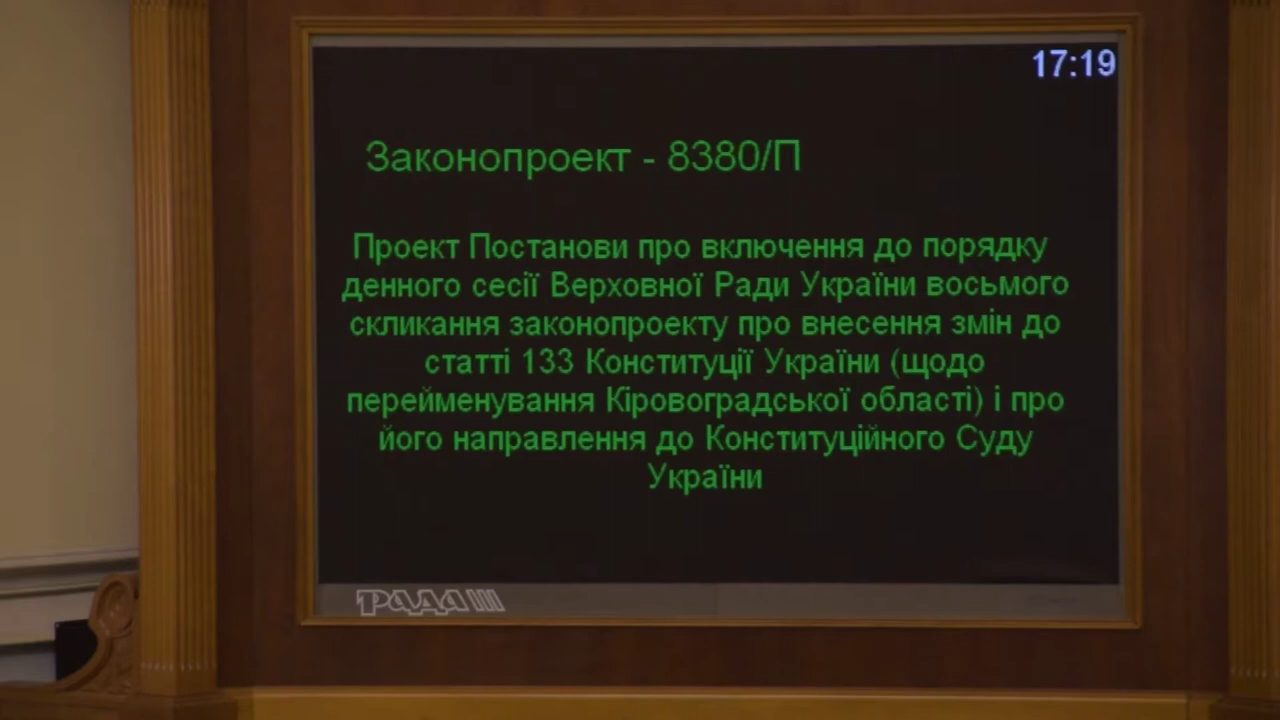 17:19
Законопроект - 8380/П
Проект Постанови про включення до порядку
денного сесії Верховної Ради України восьмого
скликання законопроекту про внесення змін до
статті 133 Конституції України (щодо
перейменування Кіровоградської області) і про
його направлення до Конституційного Суду
України
РАДА